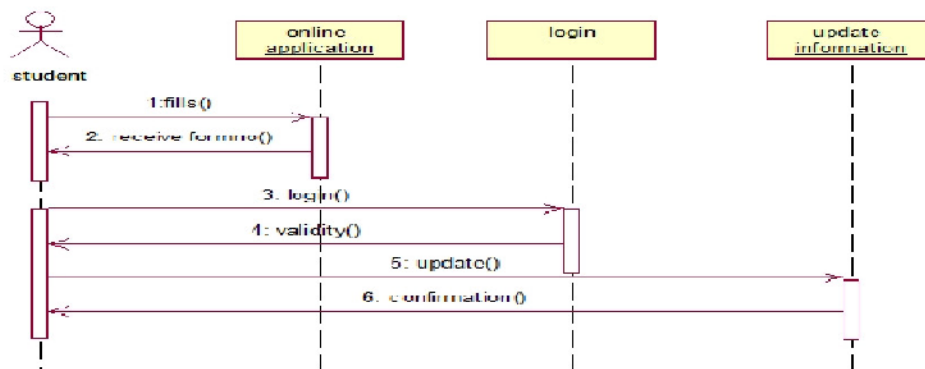 online
application
login
update
information
student
1:fills()
2: receive formno()
3. login()
4: validity()
5: update()
6. confirmation()